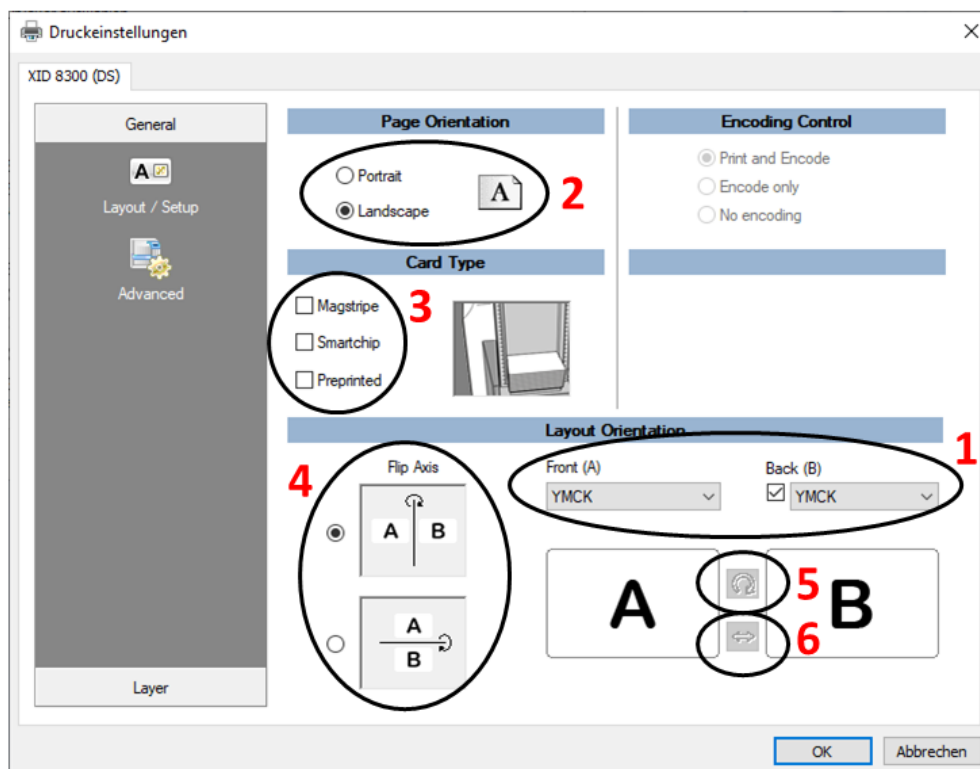 Druckeinstellungen
XID 8300 (DS)
General
Layout / Setup
Advanced
Layer
Page Orientation
Portrait
Landscape
A
2
Encoding Control
Print and Encode
Encode only
No encoding
Card Type
Magstripe
Smartchip
Preprinted
3
Layout Orientation
1
4
Flip Axis
A B
A
B
Front (A) Back (B)
YMCK YMCK
A B
5
6
OK Abbrechen